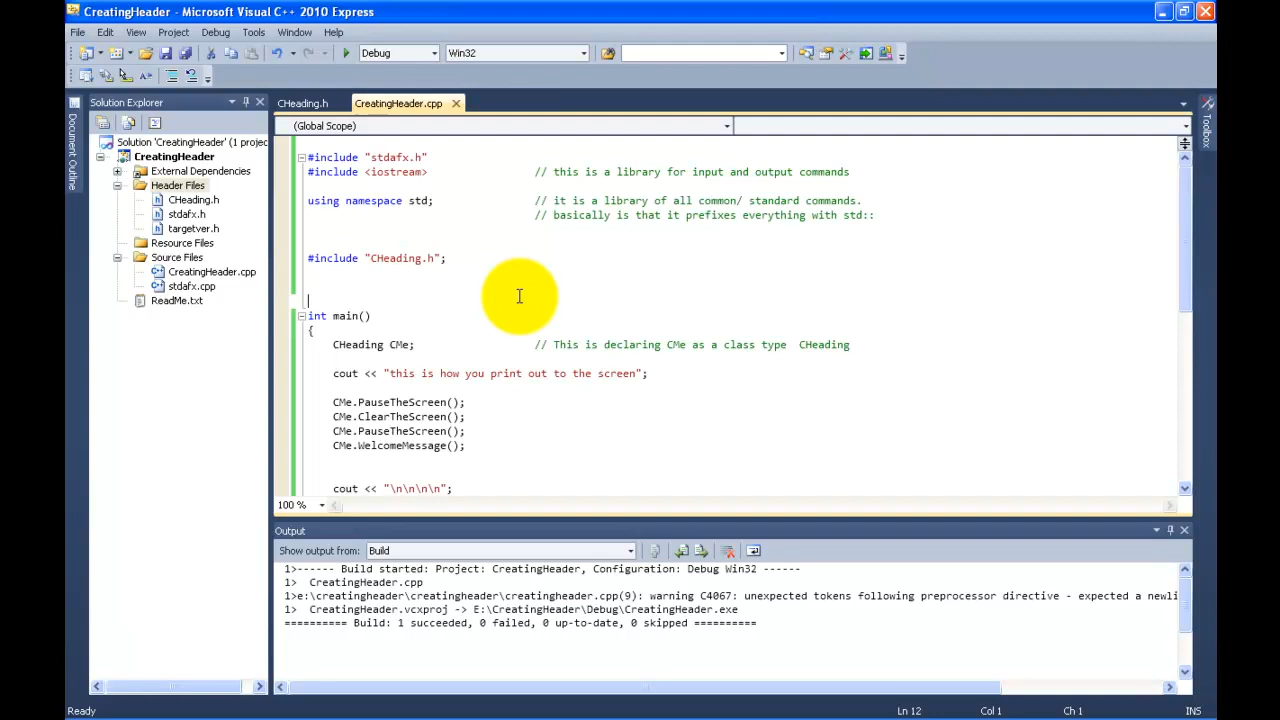 CreatingHeader - Microsoft Visual C++ 2010 Express
File Edit View Project Debug Tools Window Help
Debug Win32
Solution Explorer
CHeading.h CreatingHeader.cpp
Document Outline
Toolbox
(Global Scope)
Solution 'CreatingHeader' (1 projec
CreatingHeader
External Dependencies
Header Files
CHeading.h
stdafx.h
targetver.h
Resource Files
Source Files
CreatingHeader.cpp
stdafx.cpp
ReadMe.txt
#include "stdafx.h"
#include <iostream> // this is a library for input and output commands
using namespace std; // it is a library of all common/ standard commands.
// basically is that it prefixes everything with std::
#include "CHeading.h";
int main()
{
CHeading CMe; // This is declaring CMe as a class type CHeading
cout << "this is how you print out to the screen";
CMe.PauseTheScreen();
CMe.ClearTheScreen();
CMe.PauseTheScreen();
CMe.WelcomeMessage();
cout << "\n\n\n\n";
100 %
Output
Show output from: Build
1>------ Build started: Project: CreatingHeader, Configuration: Debug Win32 ------
1> CreatingHeader.cpp
1>e:\creatingheader\creatingheader\creatingheader.cpp(9): warning C4067: unexpected tokens following preprocessor directive - expected a newli
1> CreatingHeader.vcxproj -> E:\CreatingHeader\Debug\CreatingHeader.exe
========== Build: 1 succeeded, 0 failed, 0 up-to-date, 0 skipped ==========
Ready Ln 12 Col 1 Ch 1 INS